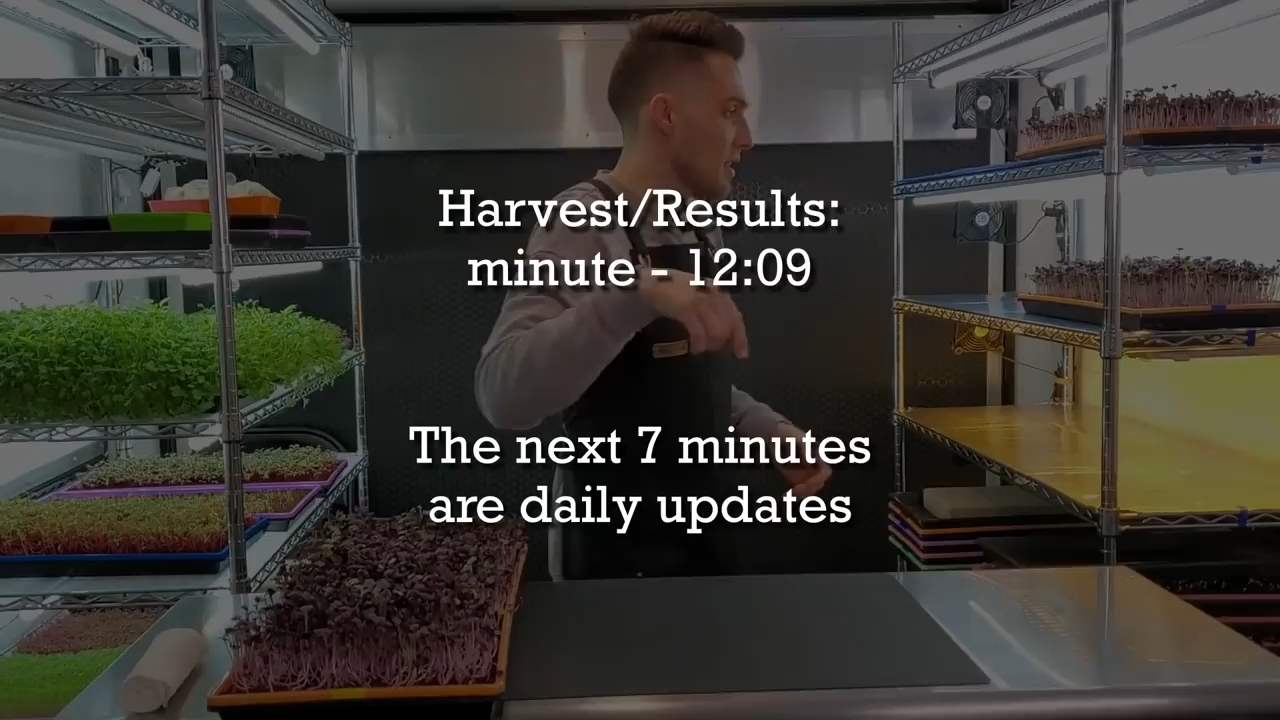 Harvest/Results:
minute - 12:09
The next 7 minutes
are daily updates